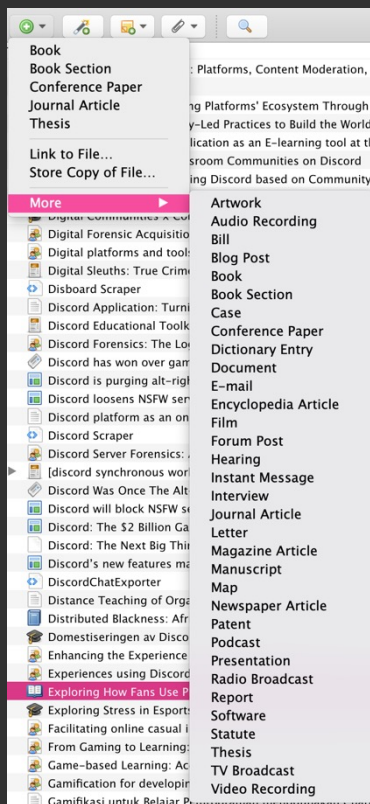 Book
Book Section
Conference Paper
Journal Article
Thesis
Link to File...
Store Copy of File...
More
: Platforms, Content Moderation,
ng Platforms' Ecosystem Through
y-Led Practices to Build the World
lication as an E-learning tool at th
sroom Communities on Discord
ing Discord based on Community
Artwork
Audio Recording
Bill
Blog Post
Book
Book Section
Case
Conference Paper
Dictionary Entry
Document
E-mail
Encyclopedia Article
Film
Forum Post
Hearing
Instant Message
Interview
Journal Article
Letter
Magazine Article
Manuscript
Map
Newspaper Article
Patent
Podcast
Presentation
Radio Broadcast
Report
Software
Statute
Thesis
TV Broadcast
Video Recording
Digital Communities x Co
Digital Forensic Acquisitio
Digital platforms and tools
Digital Sleuths: True Crime
Disboard Scraper
Discord Application: Turni
Discord Educational Toolk
Discord Forensics: The Lo
Discord has won over gam
Discord is purging alt-righ
Discord loosens NSFW ser
Discord platform as an on
Discord Scraper
Discord Server Forensics:
[discord synchronous wor
Discord Was Once The Alt
Discord will block NSFW se
Discord: The $2 Billion Ga
Discord: The Next Big Thi
Discord's new features ma
DiscordChatExporter
Distance Teaching of Orga
Distributed Blackness: Afr
Domestiseringen av Disco
Enhancing the Experience
Experiences using Discord
Exploring How Fans Use P
Exploring Stress in Esports
Facilitating online casual i
From Gaming to Learning:
Game-based Learning: Ac
Gamification for developin
Gamifikasi untuk Belajar